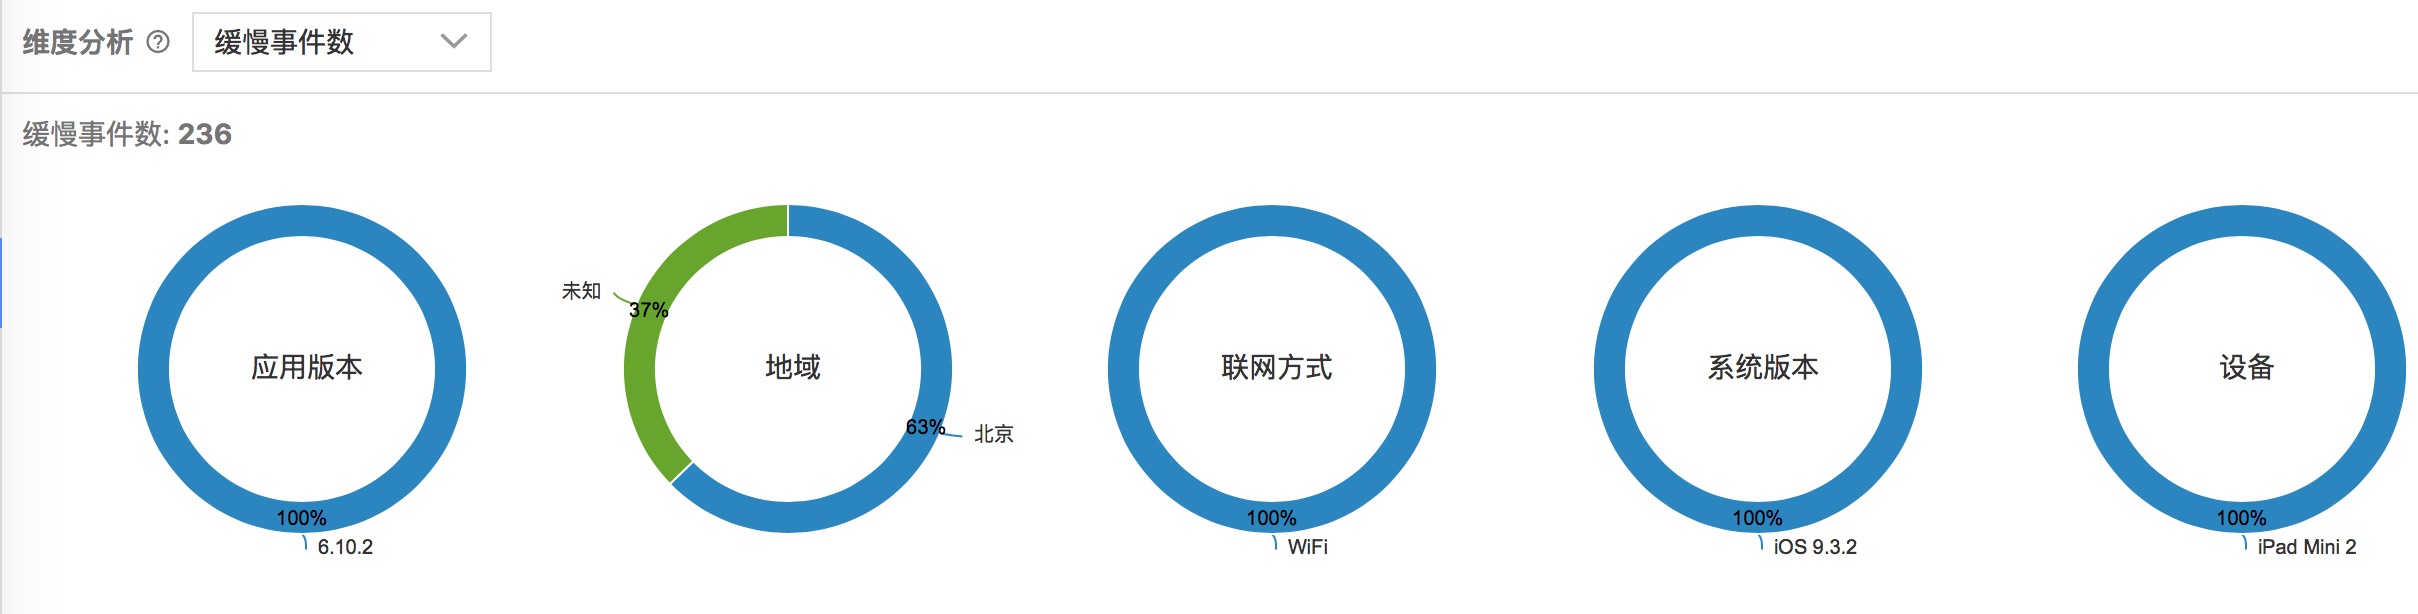 维度分析 ? 缓慢事件数
缓慢事件数: 236
应用版本
100%
6.10.2
未知
37%
地域
63%
北京
联网方式
100%
WiFi
系统版本
100%
iOS 9.3.2
设备
100%
iPad Mini 2